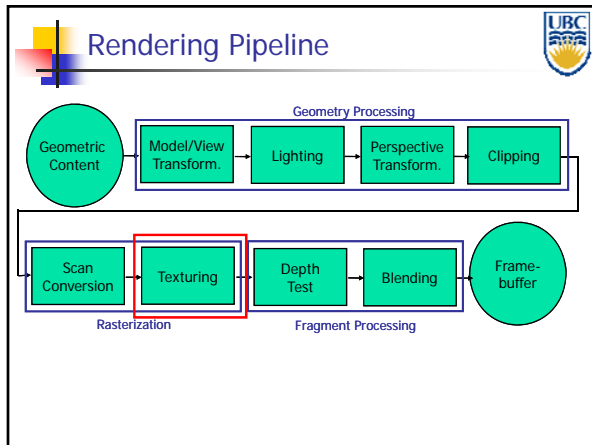 Rendering Pipeline
UBC
Geometry Processing
Geometric
Content
Model/View
Transform.
Lighting
Perspective
Transform.
Clipping
Scan
Conversion
Texturing
Depth
Test
Blending
Frame-
buffer
Rasterization
Fragment Processing